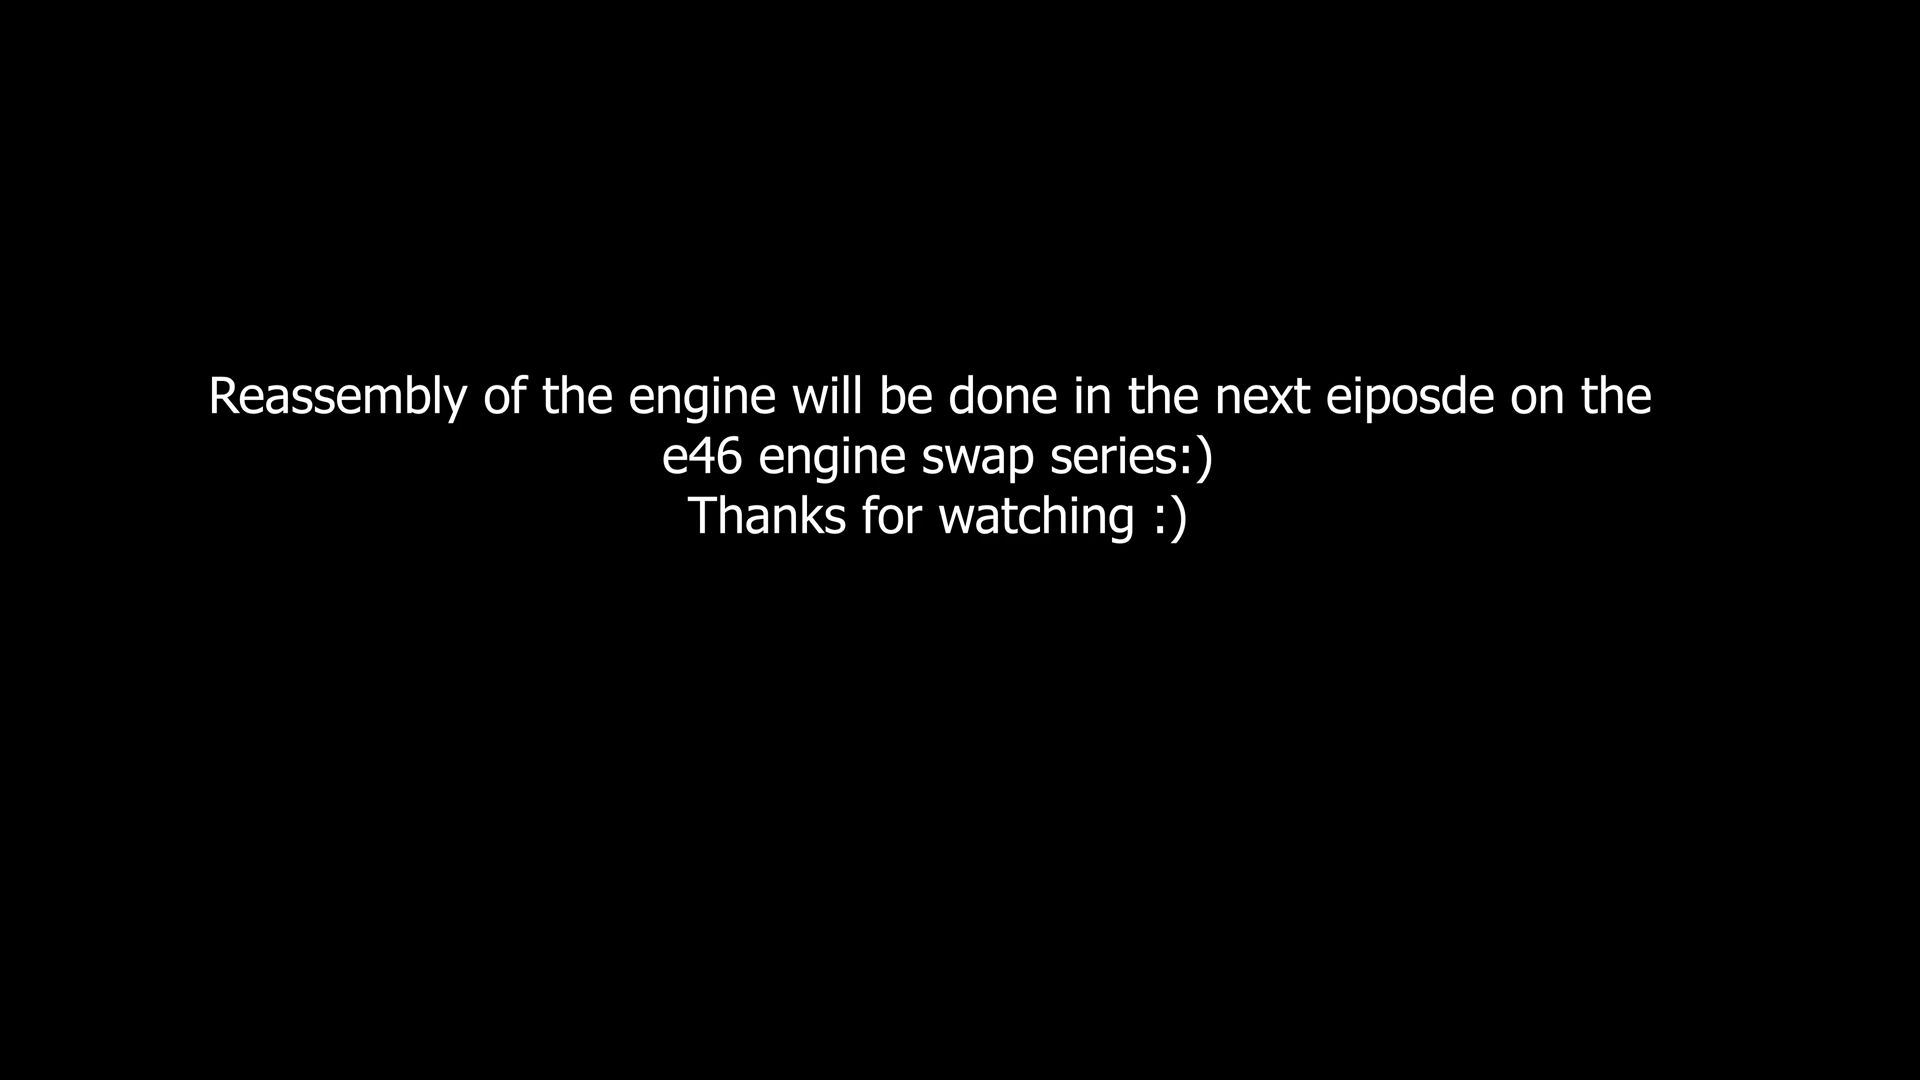 Reassembly of the engine will be done in the next eiposde on the
e46 engine swap series:)
Thanks for watching :)